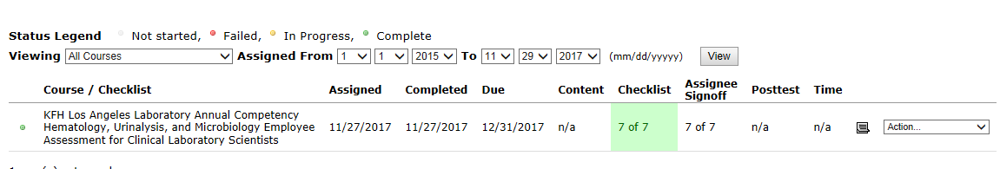 Status Legend Not started, Failed, In Progress, Complete
Viewing All Courses Assigned From 1 1 2015 To 11 29 2017 (mm/dd/yyyyy) View
Course / Checklist Assigned Completed Due Content Checklist Assignee Signoff Posttest Time
KFH Los Angeles Laboratory Annual Competency
Hematology, Urinalysis, and Microbiology Employee 11/27/2017 11/27/2017 12/31/2017 n/a 7 of 7 7 of 7 n/a n/a Action...
Assessment for Clinical Laboratory Scientists